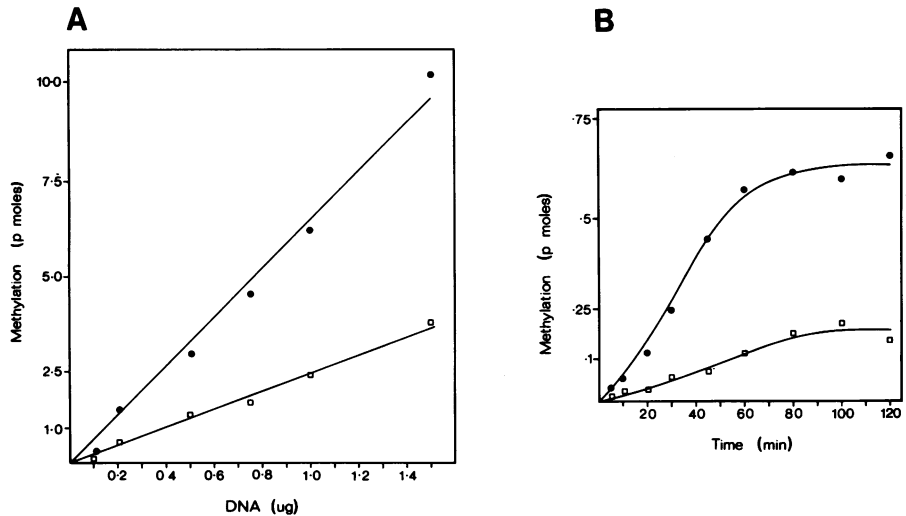 A
10·0
7·5
5·0
2·5
1·0
Methylation (p moles)
0·2 0 4 0·6 0·8 1·0 1·2 1·4
DNA (ug)
B
·75
·5
·25
·1
Methylation (p moles)
20 40 60 80 100 120
Time (min)